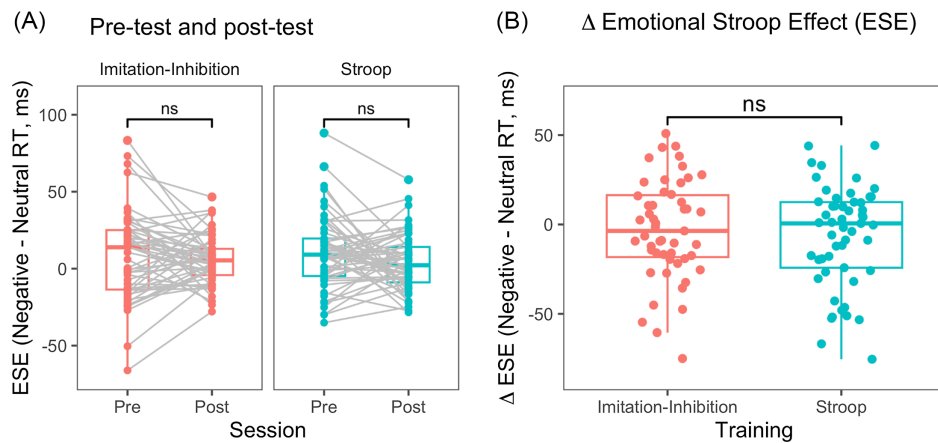 (A) Pre-test and post-test
Imitation-Inhibition
Stroop
ESE (Negative - Neutral RT, ms)
100
50
0
-50
ns
ns
Pre
Post
Pre
Post
Session
(B) Δ Emotional Stroop Effect (ESE)
Δ ESE (Negative - Neutral RT, ms)
50
0
-50
ns
Imitation-Inhibition
Stroop
Training